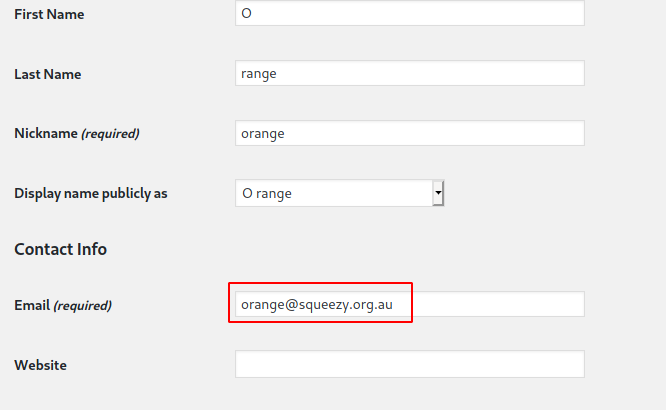 First Name O
Last Name range
Nickname (required) orange
Display name publicly as O range
Contact Info
Email (required) orange@squeezy.org.au
Website